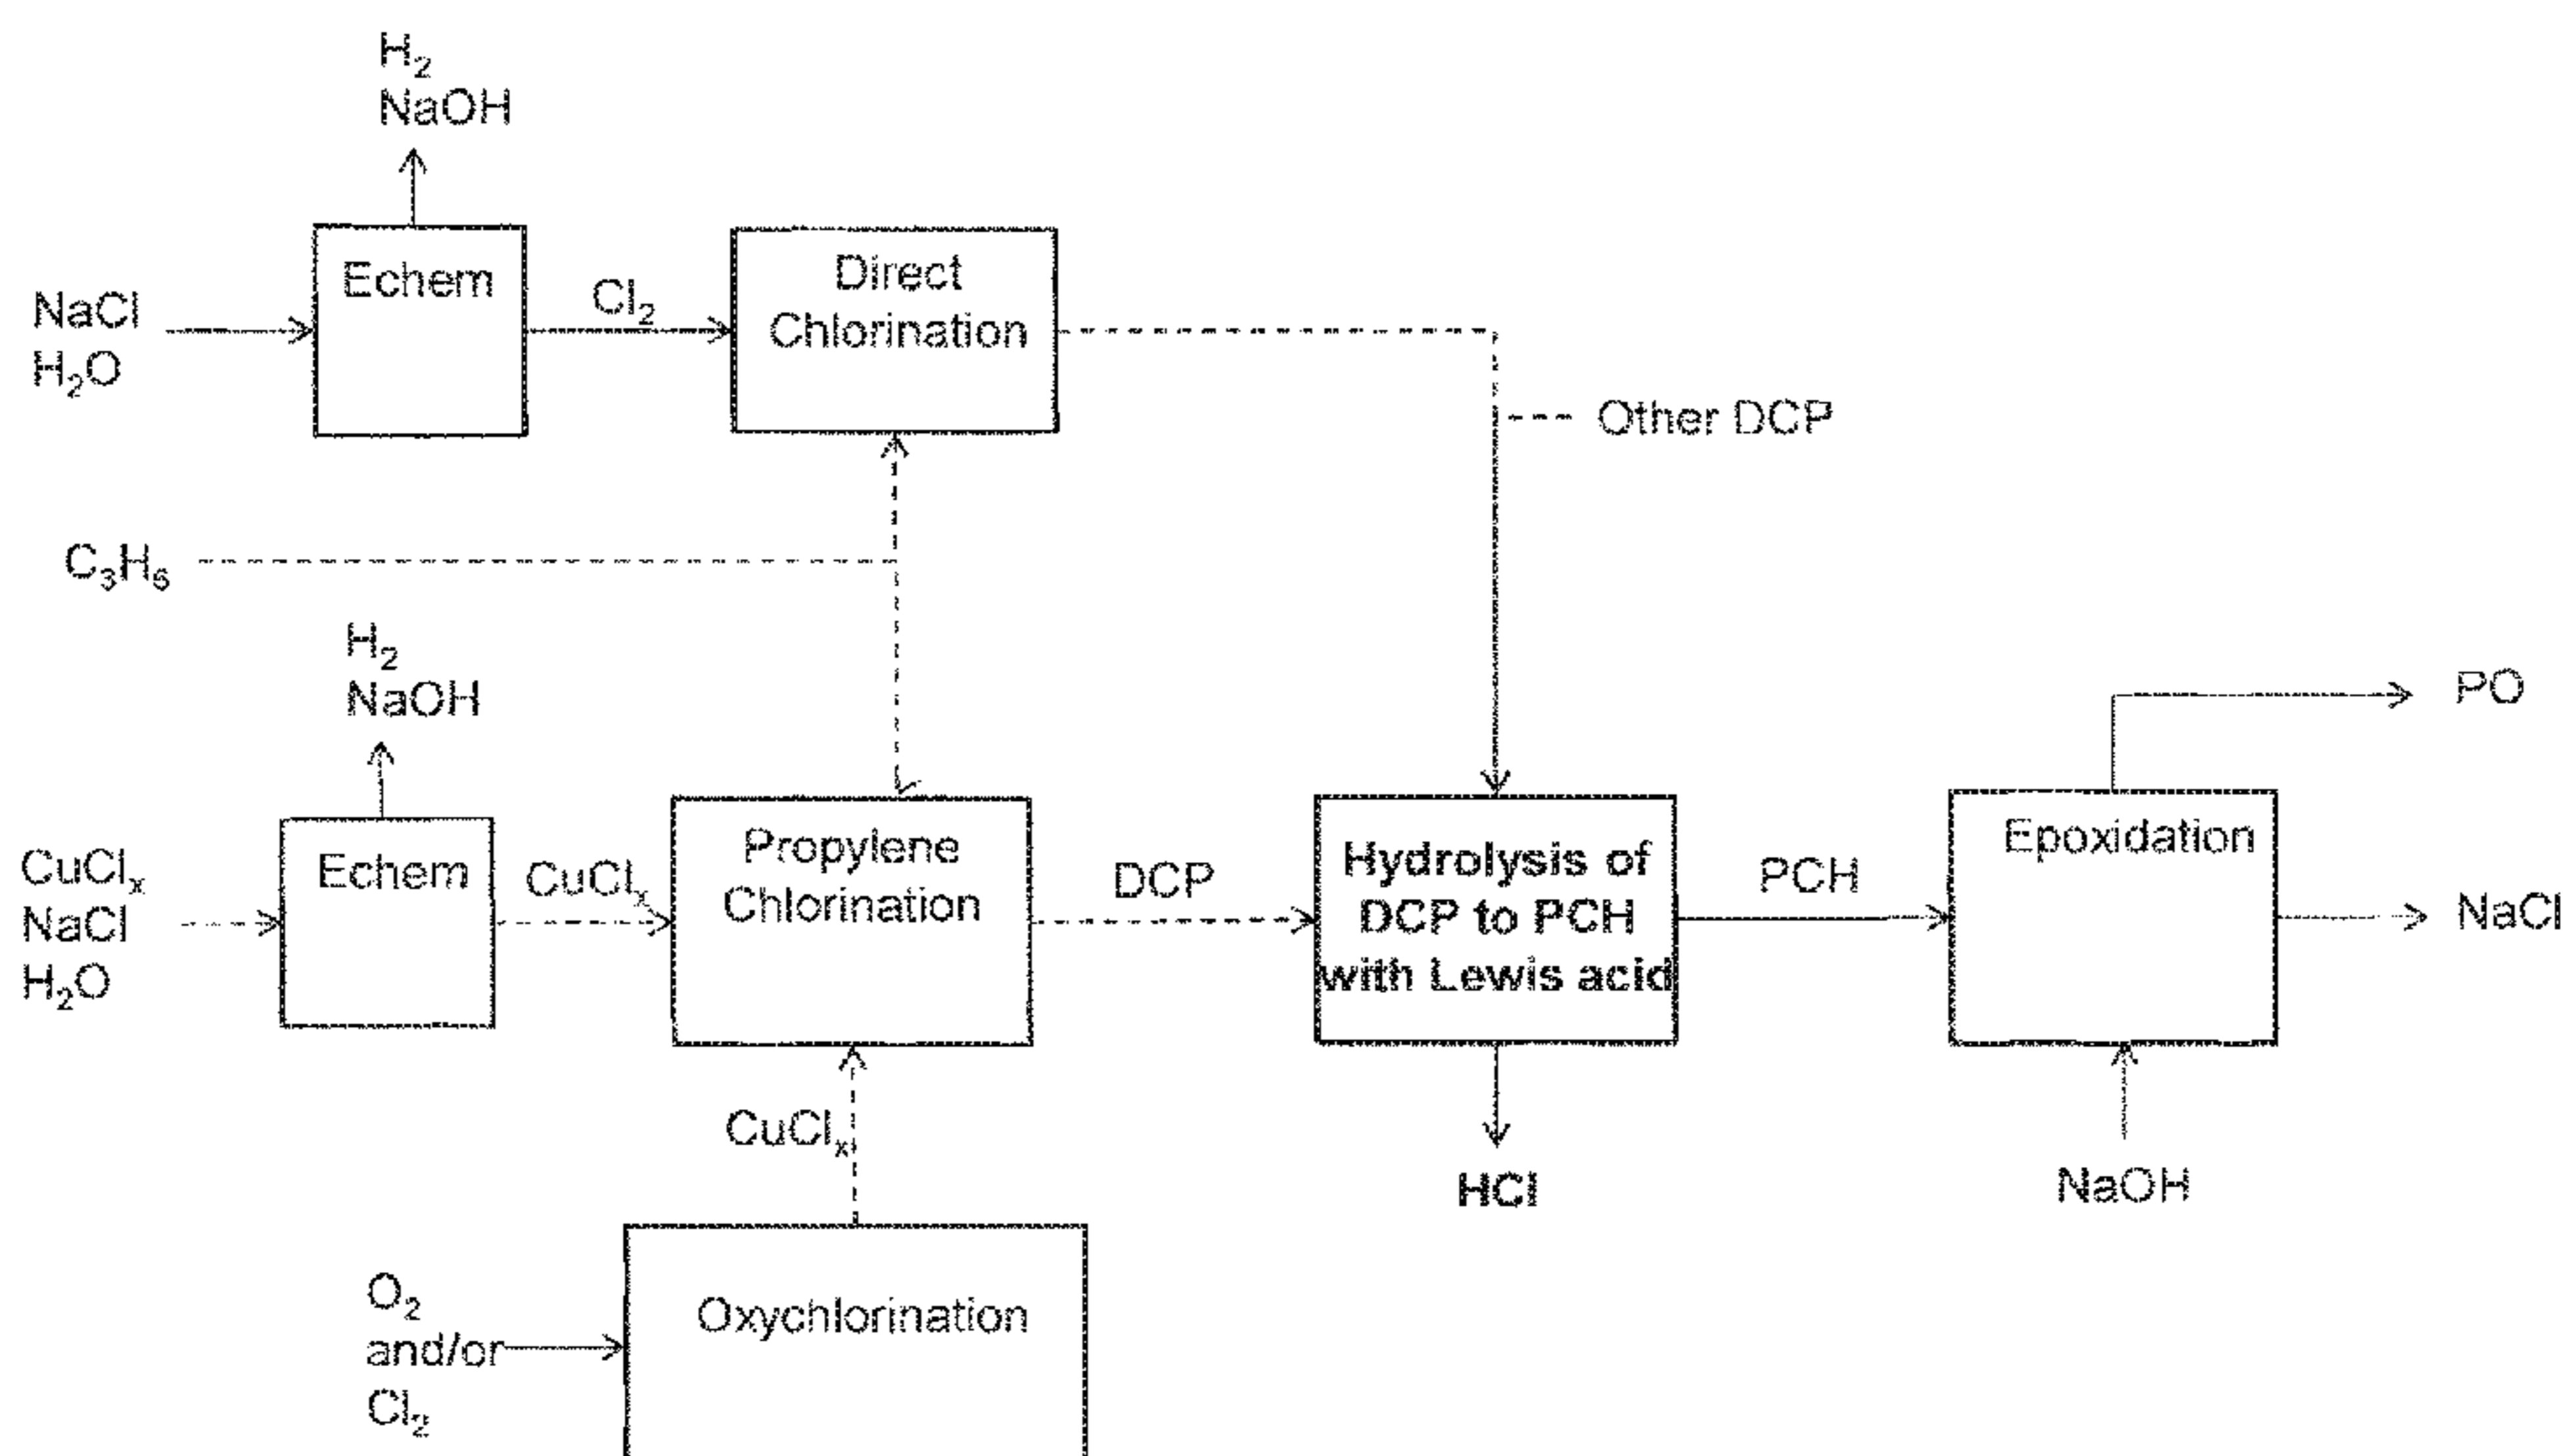 H₂
NaOH
Echem
Direct
Chlorination
NaCl
H₂O
Cl₂
Other DCP
C₃H₆
H₂
NaOH
PO
CuClₓ
NaCl
H₂O
Echem
CuClₓ
Propylene
Chlorination
DCP
Hydrolysis of
DCP to PCH
with Lewis acid
PCH
Epoxidation
NaCl
CuClₓ
HCl
NaOH
O₂
and/or
Cl₂
Oxychlorination